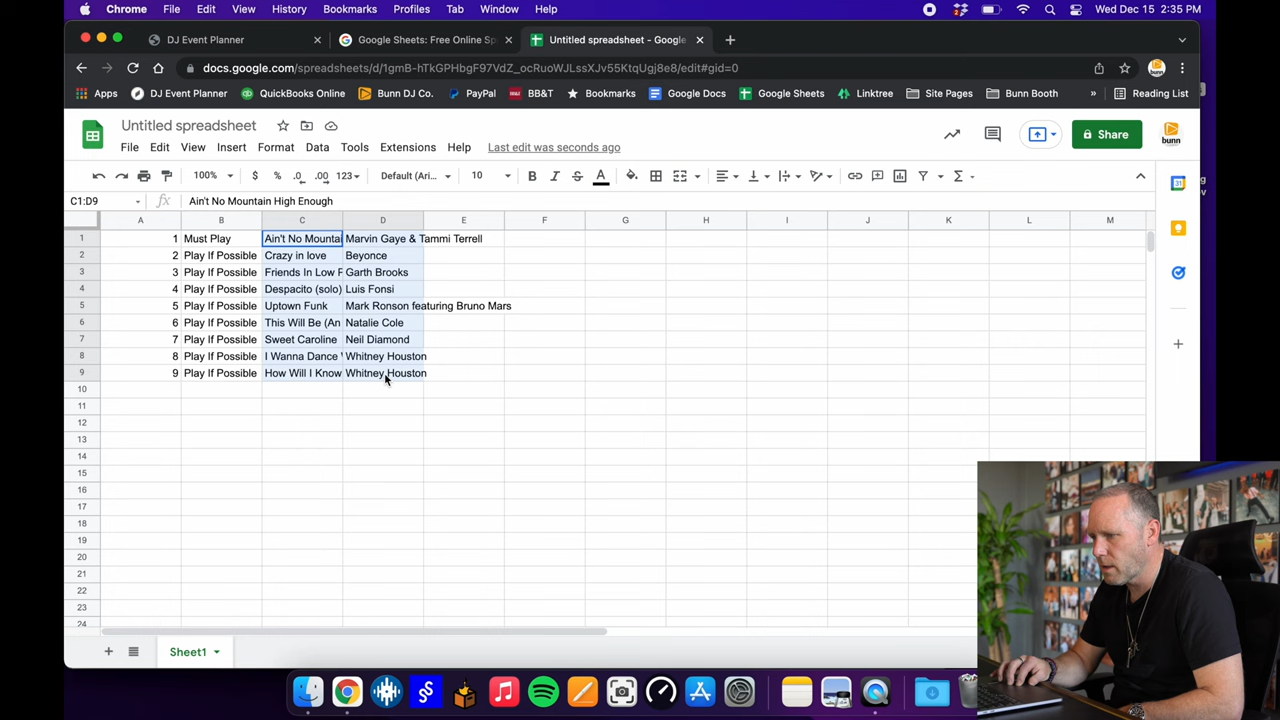 Chrome File Edit View History Bookmarks Profiles Tab Window Help Wed Dec 15 2:35 PM
DJ Event Planner Google Sheets: Free Online Sp Untitled spreadsheet - Google
docs.google.com/spreadsheets/d/1gmB-hTkGPHbgF97VdZ_ocRuoWJLssXJv55KtqUgj8e8/edit#gid=0
Apps DJ Event Planner QuickBooks Online Bunn DJ Co. PayPal BB&T Bookmarks Google Docs Google Sheets Linktree Site Pages Bunn Booth » Reading List
Untitled spreadsheet
File Edit View Insert Format Data Tools Extensions Help Last edit was seconds ago Share bunn
100% $ % .0 .00 123 Default (Ari... 10 B I S A
C1:D9 fx Ain't No Mountain High Enough
A B C D E F G H I J K L M
1 1 Must Play Ain't No Mountai Marvin Gaye & Tammi Terrell
2 2 Play If Possible Crazy in love Beyonce
3 3 Play If Possible Friends In Low P Garth Brooks
4 4 Play If Possible Despacito (solo) Luis Fonsi
5 5 Play If Possible Uptown Funk Mark Ronson featuring Bruno Mars
6 6 Play If Possible This Will Be (An Natalie Cole
7 7 Play If Possible Sweet Caroline Neil Diamond
8 8 Play If Possible I Wanna Dance Whitney Houston
9 9 Play If Possible How Will I Know Whitney Houston
10
11
12
13
14
15
16
17
18
19
20
21
22
23
24
Sheet1